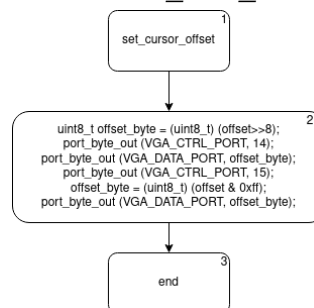 1
set_cursor_offset
2
uint8_t offset_byte = (uint8_t) (offset>>8);
port_byte_out (VGA_CTRL_PORT, 14);
port_byte_out (VGA_DATA_PORT, offset_byte);
port_byte_out (VGA_CTRL_PORT, 15);
offset_byte = (uint8_t) (offset & 0xff);
port_byte_out (VGA_DATA_PORT, offset_byte);
3
end